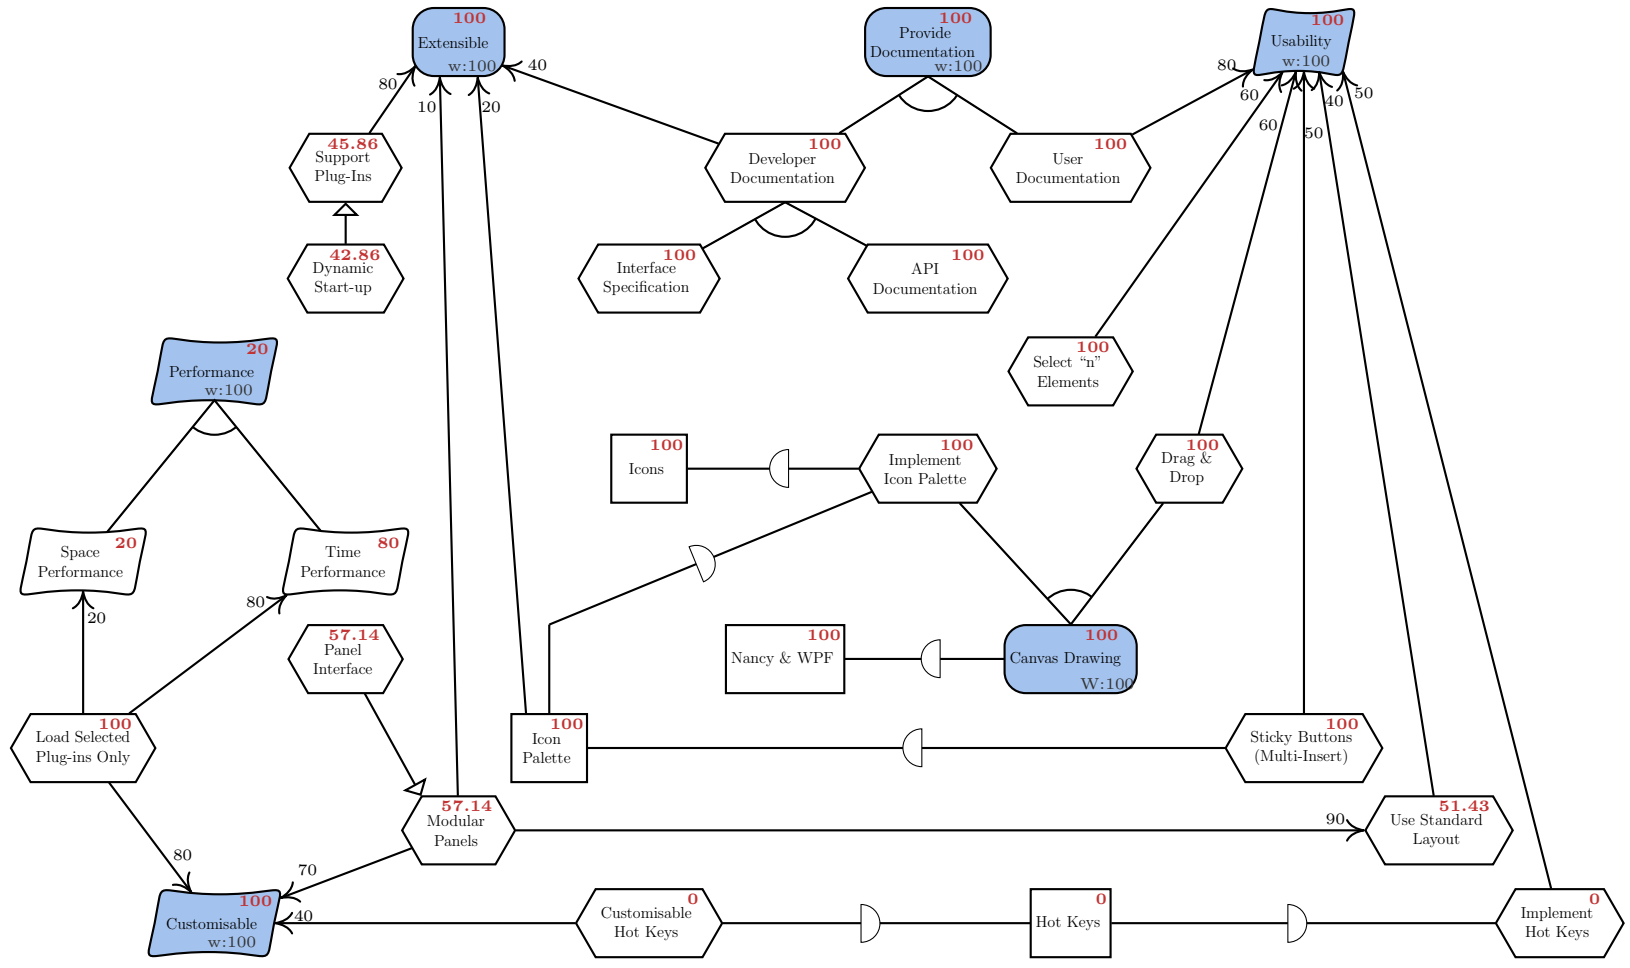 100
Extensible
w:100
100
Provide
Documentation
w:100
100
Usability
w:100
80
10
20
40
80
60
60
50
40
50
45.86
Support
Plug-Ins
100
Developer
Documentation
100
User
Documentation
42.86
Dynamic
Start-up
100
Interface
Specification
100
API
Documentation
20
Performance
w:100
100
Select “n”
Elements
100
Icons
100
Implement
Icon Palette
100
Drag &
Drop
20
Space
Performance
80
Time
Performance
20
80
57.14
Panel
Interface
100
Nancy & WPF
100
Canvas Drawing
W:100
100
Load Selected
Plug-ins Only
100
Icon
Palette
100
Sticky Buttons
(Multi-Insert)
57.14
Modular
Panels
90
51.43
Use Standard
Layout
80
70
100
Customisable
w:100
40
0
Customisable
Hot Keys
0
Hot Keys
0
Implement
Hot Keys